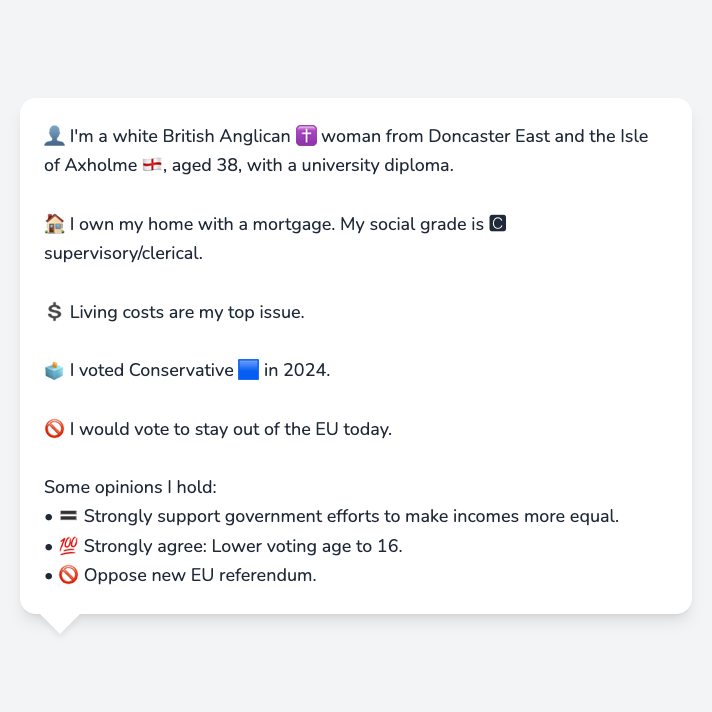 👤 I'm a white British Anglican ✝️ woman from Doncaster East and the Isle
of Axholme 🏴󠁧󠁢󠁥󠁮󠁧󠁿, aged 38, with a university diploma.
🏠 I own my home with a mortgage. My social grade is 🅲
supervisory/clerical.
💲 Living costs are my top issue.
🗳️ I voted Conservative 🟦 in 2024.
🚫 I would vote to stay out of the EU today.
Some opinions I hold:
• 🟰 Strongly support government efforts to make incomes more equal.
• 💯 Strongly agree: Lower voting age to 16.
• 🚫 Oppose new EU referendum.